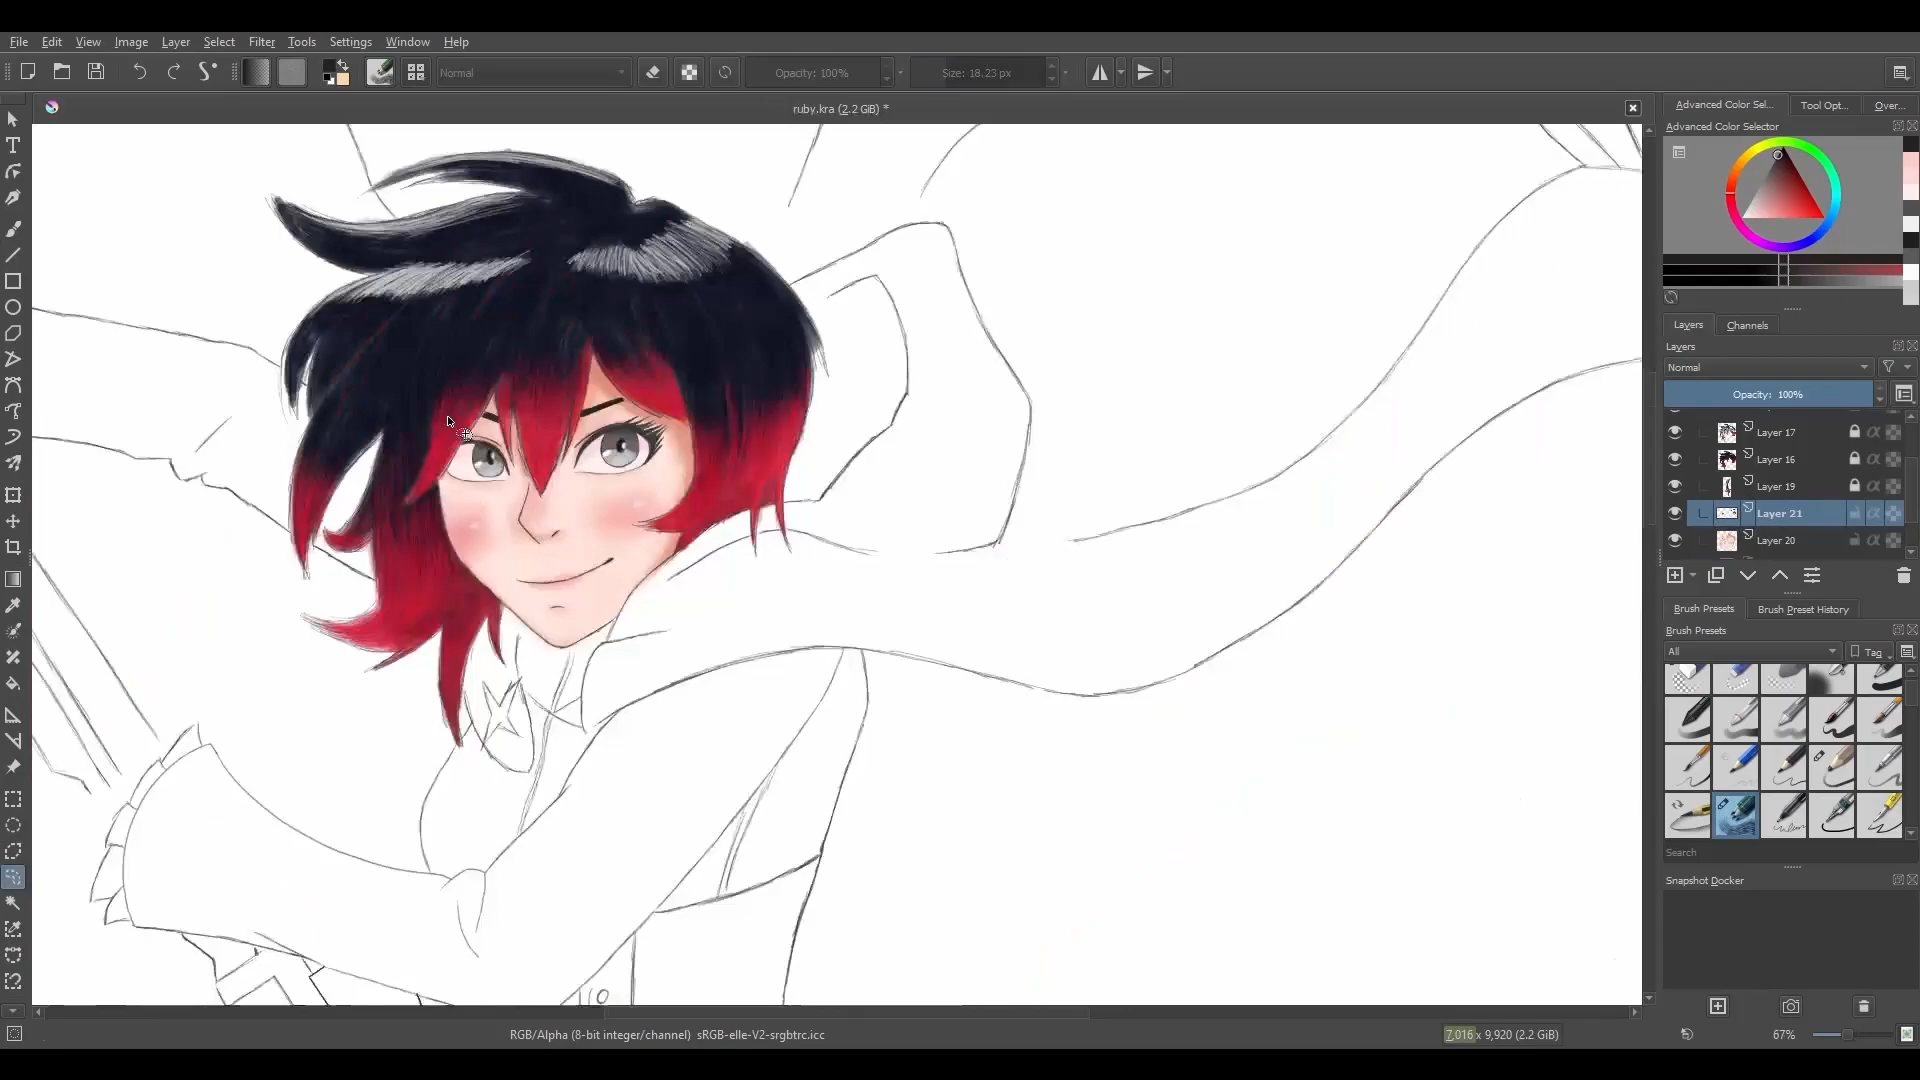 File Edit View Image Layer Select Filter Tools Settings Window Help
Normal Opacity: 100% Size: 18.23 px
ruby.kra (2.2 GiB) *
Advanced Color Sel... Tool Opt... Over...
Advanced Color Selector
Layers Channels
Layers
Normal
Opacity: 100%
Layer 17
Layer 16
Layer 19
Layer 21
Layer 20
Brush Presets Brush Preset History
Brush Presets
All Tag
Search
Snapshot Docker
RGB/Alpha (8-bit integer/channel) sRGB-elle-V2-srgbtrc.icc 7,016 x 9,920 (2.2 GiB) 67%